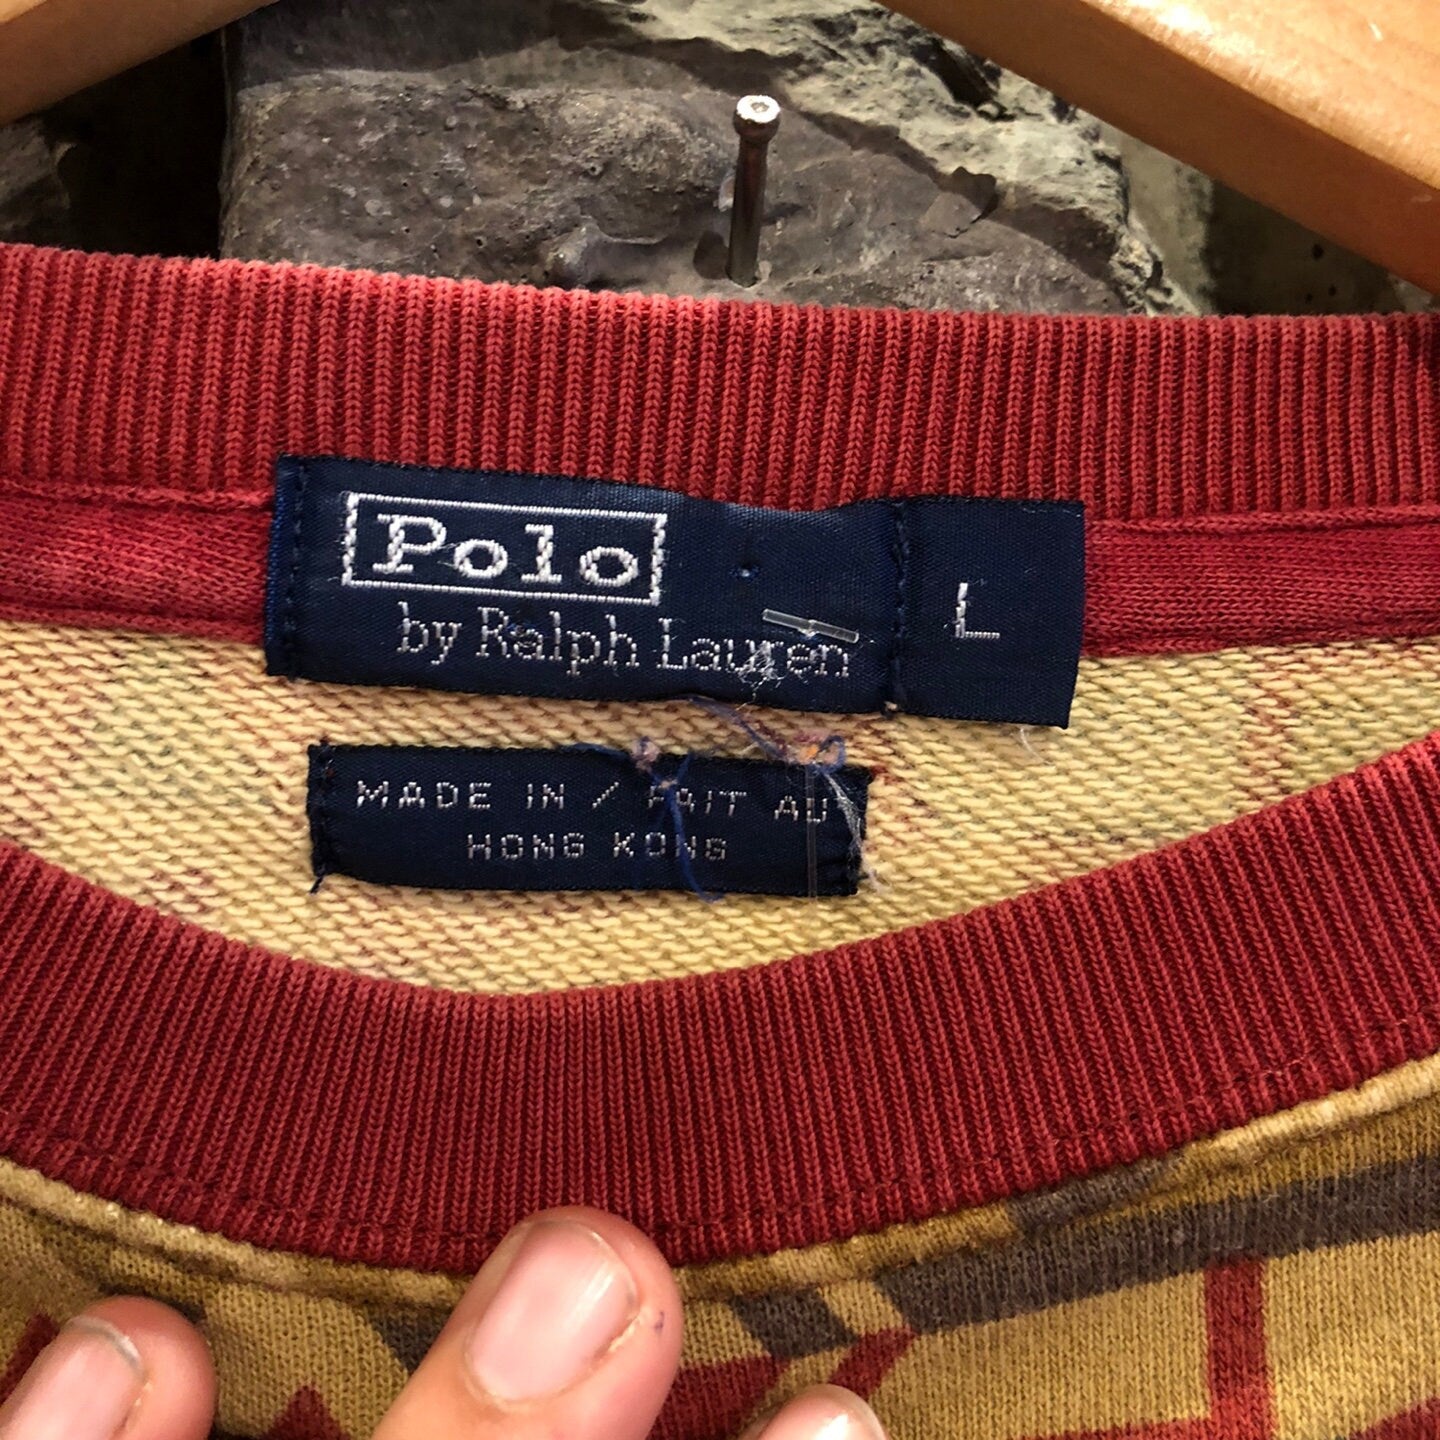 Polo
by Ralph Lauren
L
MADE IN / FAIT AU
HONG KONG